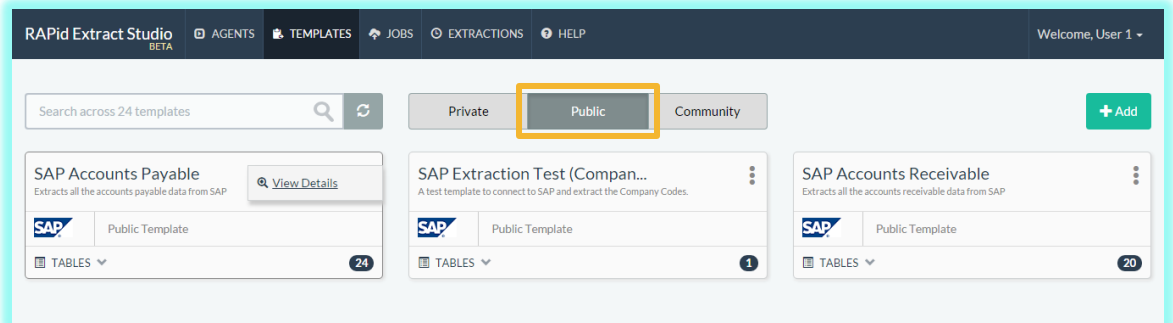 RAPid Extract Studio
BETA
AGENTS
TEMPLATES
JOBS
EXTRACTIONS
HELP
Welcome, User 1
Search across 24 templates
Private
Public
Community
+ Add
SAP Accounts Payable
Extracts all the accounts payable data from SAP
View Details
SAP
Public Template
TABLES
24
SAP Extraction Test (Compan...
A test template to connect to SAP and extract the Company Codes.
SAP
Public Template
TABLES
1
SAP Accounts Receivable
Extracts all the accounts receivable data from SAP
SAP
Public Template
TABLES
20